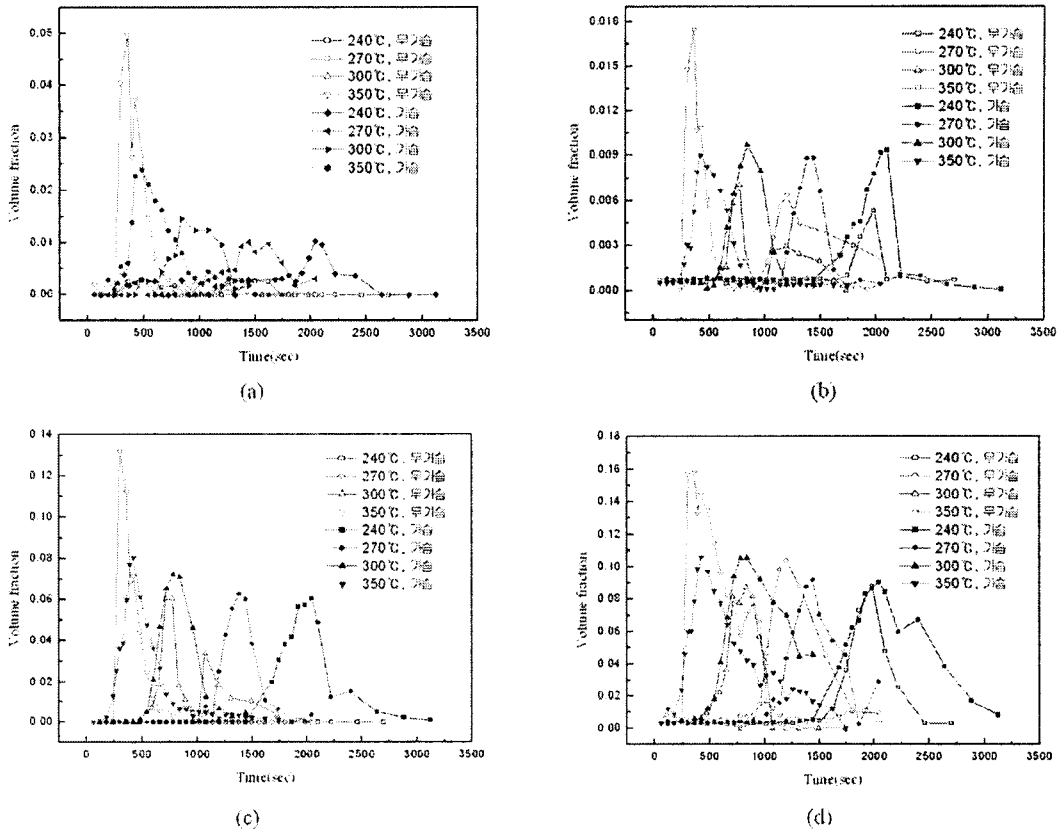 0.05
0.04
0.03
0.02
0.01
0.00
Volume fraction
0
500
1000
1500
2000
2500
3000
3500
Time(sec)
240℃, 무가습
270℃, 무가습
300℃, 무가습
350℃, 무가습
240℃, 가습
270℃, 가습
300℃, 가습
350℃, 가습
(a)
0.018
0.015
0.012
0.009
0.006
0.003
0.000
Volume fraction
0
500
1000
1500
2000
2500
3000
3500
Time(sec)
240℃, 무가습
270℃, 무가습
300℃, 무가습
350℃, 무가습
240℃, 가습
270℃, 가습
300℃, 가습
350℃, 가습
(b)
0.14
0.12
0.10
0.08
0.06
0.04
0.02
0.00
Volume fraction
0
500
1000
1500
2000
2500
3000
3500
Time(sec)
240℃, 무가습
270℃, 무가습
300℃, 무가습
350℃, 무가습
240℃, 가습
270℃, 가습
300℃, 가습
350℃, 가습
(c)
0.18
0.16
0.14
0.12
0.10
0.08
0.06
0.04
0.02
0.00
Volume fraction
0
500
1000
1500
2000
2500
3000
3500
Time(sec)
240℃, 무가습
270℃, 무가습
300℃, 무가습
350℃, 무가습
240℃, 가습
270℃, 가습
300℃, 가습
350℃, 가습
(d)